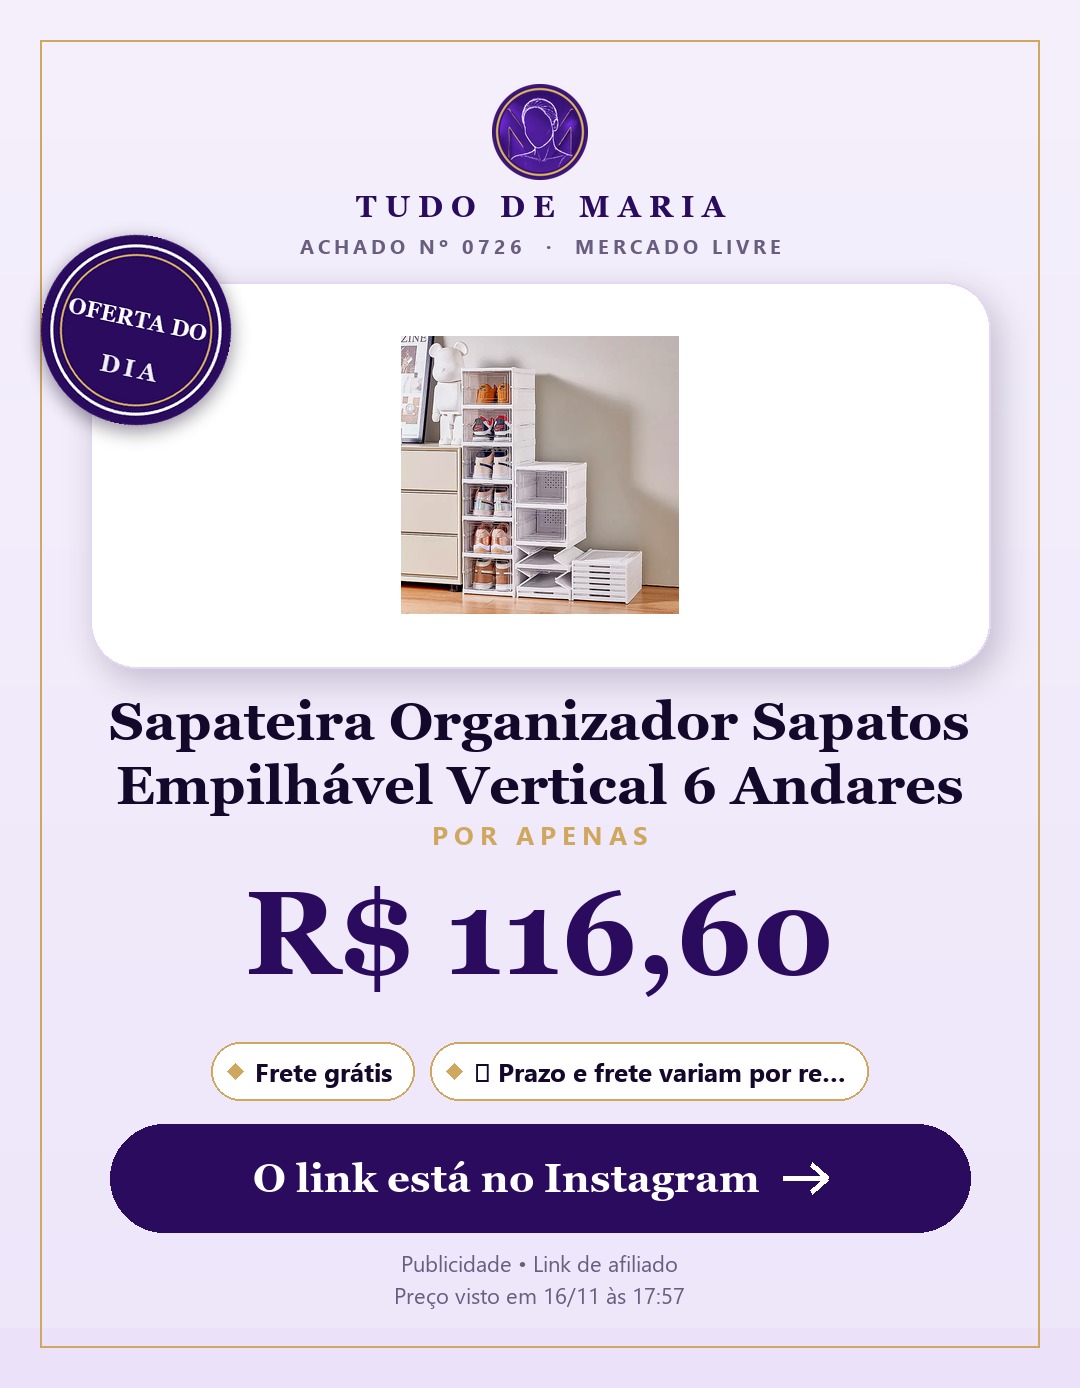 TUDO DE MARIA
ACHADO Nº 0726 · MERCADO LIVRE
OFERTA DO
DIA
ZINE
Sapateira Organizador Sapatos
Empilhável Vertical 6 Andares
POR APENAS
R$ 116,60
Frete grátis
Prazo e frete variam por re...
O link está no Instagram →
Publicidade • Link de afiliado
Preço visto em 16/11 às 17:57